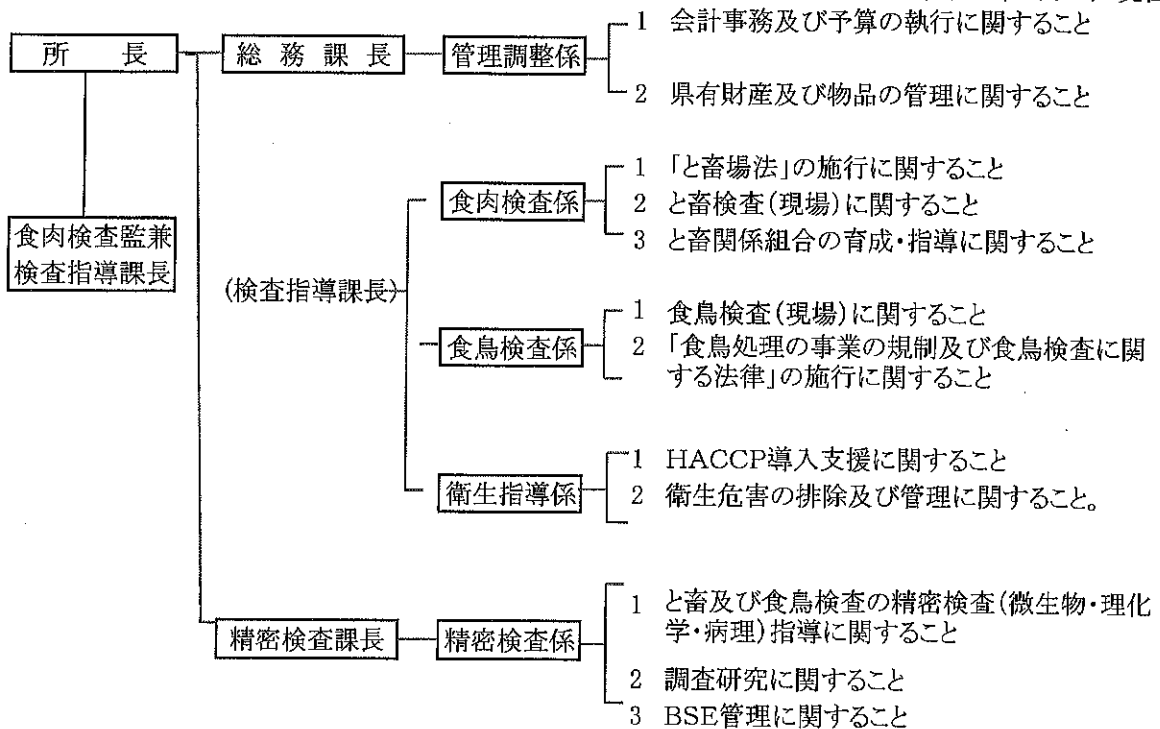 1 会計事務及び予算の執行に関すること
所長 総務課長 管理調整係
2 県有財産及び物品の管理に関すること
食肉検査監兼
検査指導課長
(検査指導課長)
食肉検査係
1 「と畜場法」の施行に関すること
2 と畜検査(現場)に関すること
3 と畜関係組合の育成・指導に関すること
食鳥検査係
1 食鳥検査(現場)に関すること
2 「食鳥処理の事業の規制及び食鳥検査に関
する法律」の施行に関すること
衛生指導係
1 HACCP導入支援に関すること
2 衛生危害の排除及び管理に関すること。
精密検査課長 精密検査係
1 と畜及び食鳥検査の精密検査(微生物・理化
学・病理)指導に関すること
2 調査研究に関すること
3 BSE管理に関すること